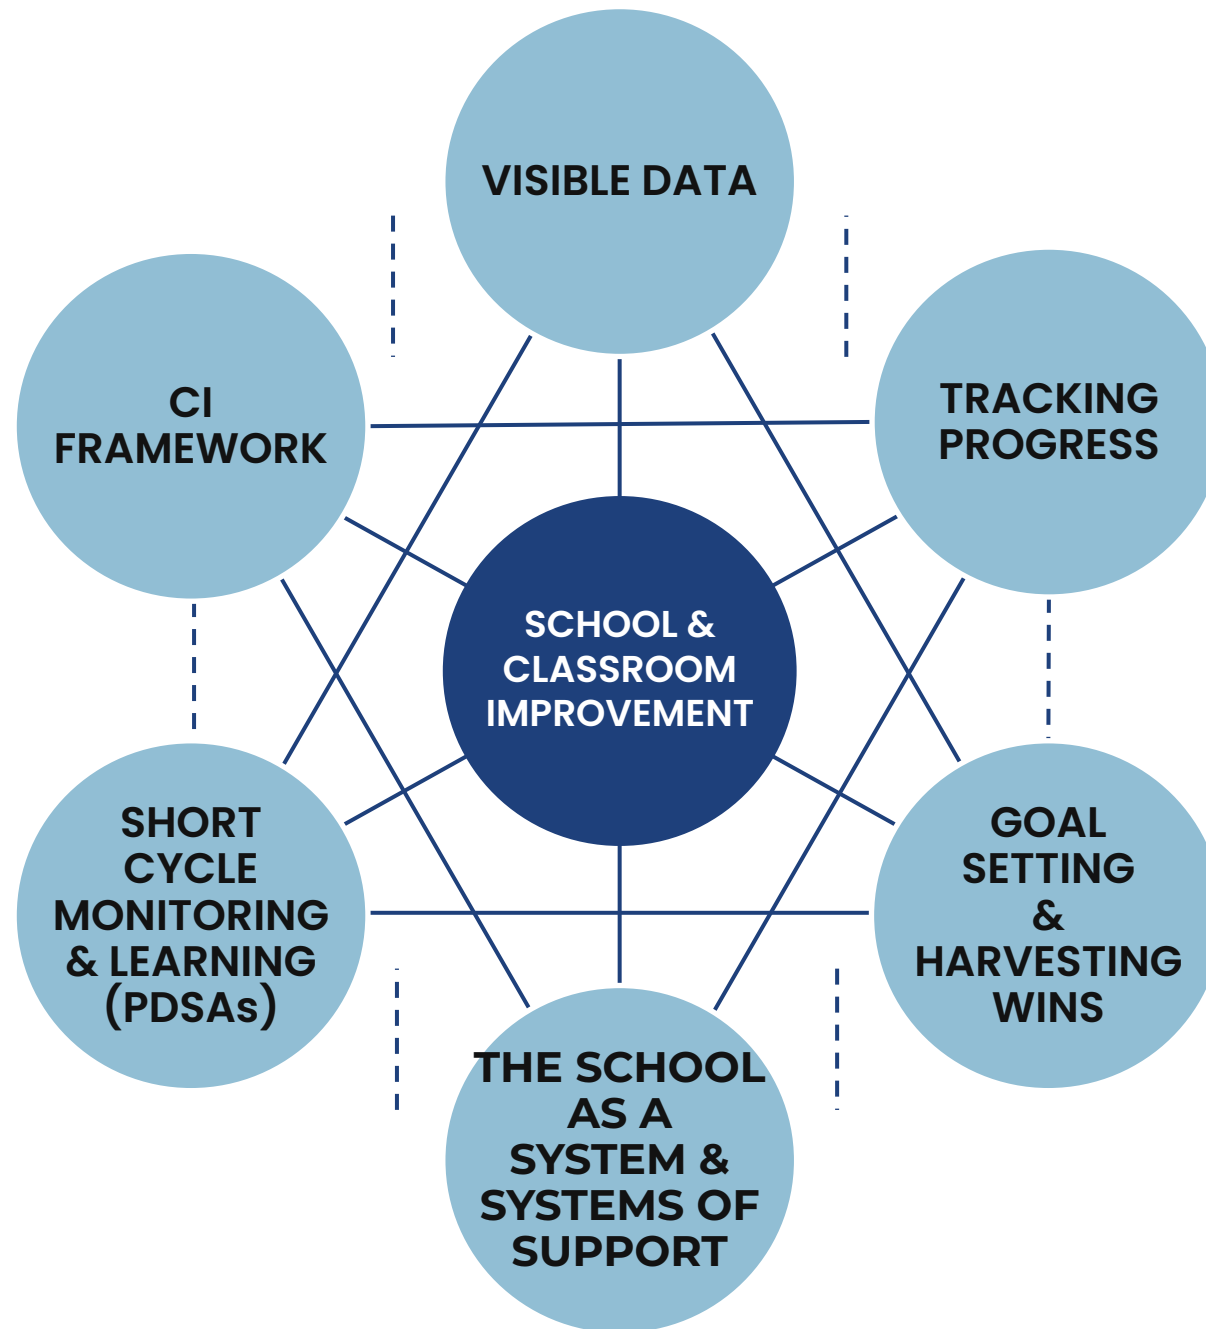 VISIBLE DATA
CI
FRAMEWORK
TRACKING
PROGRESS
SCHOOL &
CLASSROOM
IMPROVEMENT
SHORT
CYCLE
MONITORING
& LEARNING
(PDSAs)
GOAL
SETTING
&
HARVESTING
WINS
THE SCHOOL
AS A
SYSTEM &
SYSTEMS OF
SUPPORT